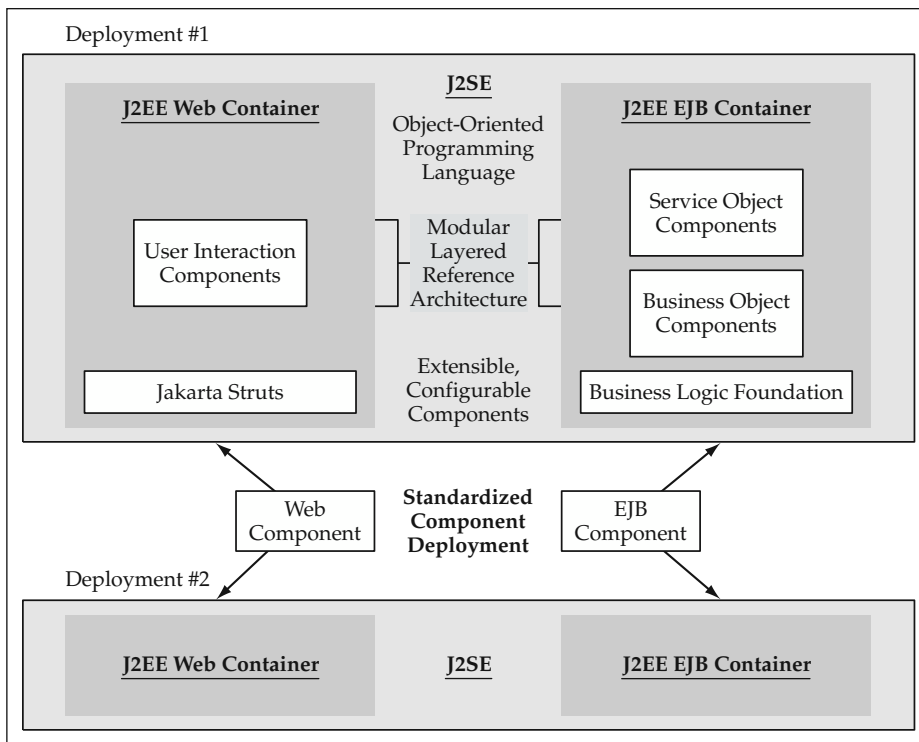 Deployment #1
J2EE Web Container
User Interaction
Components
Jakarta Struts
J2SE
Object-Oriented
Programming
Language
Modular
Layered
Reference
Architecture
Extensible,
Configurable
Components
J2EE EJB Container
Service Object
Components
Business Object
Components
Business Logic Foundation
Web
Component
Standardized
Component
Deployment
EJB
Component
Deployment #2
J2EE Web Container
J2SE
J2EE EJB Container